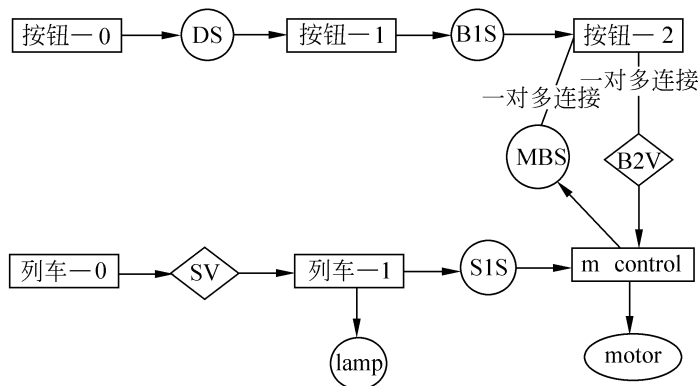 按钮－0
DS
按钮－1
B1S
按钮－2
一对多连接
一对多连接
MBS
B2V
列车－0
SV
列车－1
S1S
m control
lamp
motor